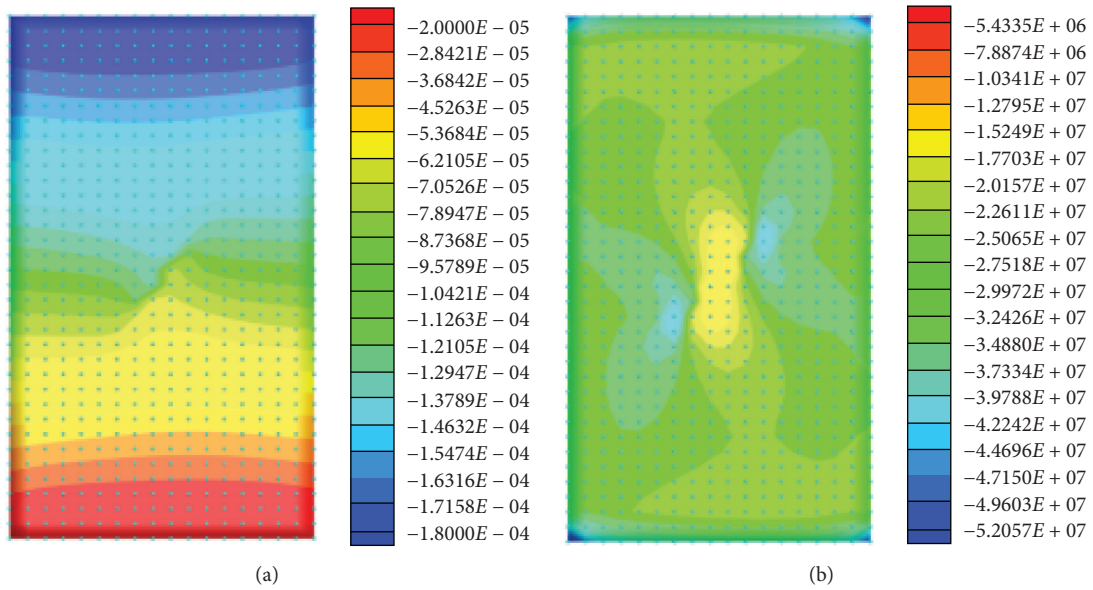 −2.0000E − 05
−2.8421E − 05
−3.6842E − 05
−4.5263E − 05
−5.3684E − 05
−6.2105E − 05
−7.0526E − 05
−7.8947E − 05
−8.7368E − 05
−9.5789E − 05
−1.0421E − 04
−1.1263E − 04
−1.2105E − 04
−1.2947E − 04
−1.3789E − 04
−1.4632E − 04
−1.5474E − 04
−1.6316E − 04
−1.7158E − 04
−1.8000E − 04
(a)
−5.4335E + 06
−7.8874E + 06
−1.0341E + 07
−1.2795E + 07
−1.5249E + 07
−1.7703E + 07
−2.0157E + 07
−2.2611E + 07
−2.5065E + 07
−2.7518E + 07
−2.9972E + 07
−3.2426E + 07
−3.4880E + 07
−3.7334E + 07
−3.9788E + 07
−4.2242E + 07
−4.4696E + 07
−4.7150E + 07
−4.9603E + 07
−5.2057E + 07
(b)